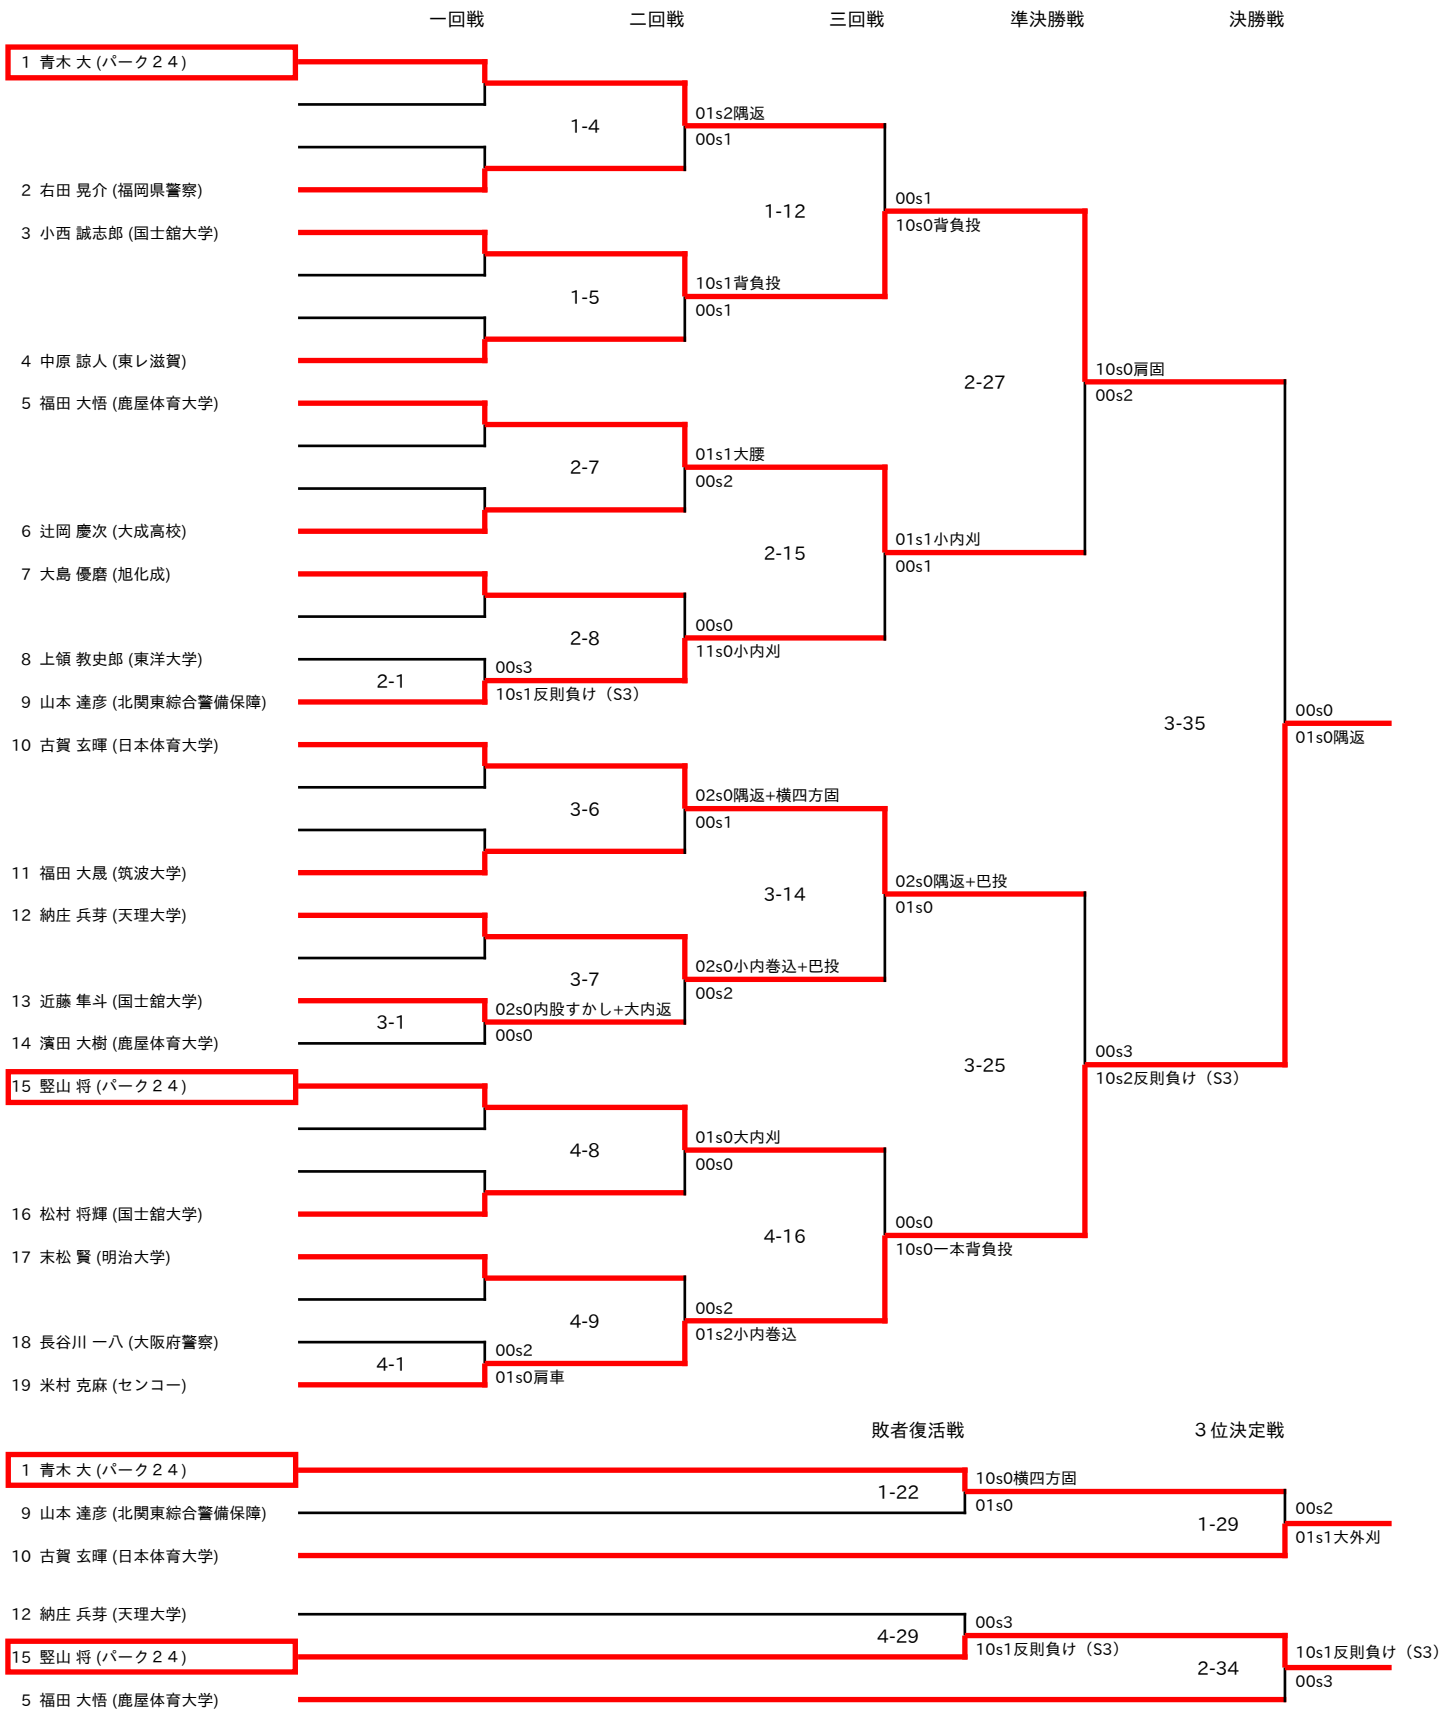 一回戦 二回戦 三回戦 準決勝戦 決勝戦
1 青木 大 (パーク２４)
01s2隅返
1-4
00s1
2 右田 晃介 (福岡県警察)
00s1
1-12
10s0背負投
3 小西 誠志郎 (国士舘大学)
10s1背負投
1-5
00s1
4 中原 諒人 (東レ滋賀)
10s0肩固
2-27
00s2
5 福田 大悟 (鹿屋体育大学)
01s1大腰
2-7
00s2
6 辻岡 慶次 (大成高校)
01s1小内刈
2-15
00s1
7 大島 優磨 (旭化成)
00s0
2-8
11s0小内刈
8 上領 教史郎 (東洋大学)
00s3
2-1
10s1反則負け（S3）
9 山本 達彦 (北関東綜合警備保障)
00s0
3-35
01s0隅返
10 古賀 玄暉 (日本体育大学)
02s0隅返+横四方固
3-6
00s1
11 福田 大晟 (筑波大学)
02s0隅返+巴投
3-14
01s0
12 納庄 兵芽 (天理大学)
02s0小内巻込+巴投
3-7
00s2
13 近藤 隼斗 (国士舘大学)
02s0内股すかし+大内返
3-1
00s0
14 濱田 大樹 (鹿屋体育大学)
00s3
3-25
10s2反則負け（S3）
15 竪山 将 (パーク２４)
01s0大内刈
4-8
00s0
16 松村 将輝 (国士舘大学)
00s0
4-16
10s0一本背負投
17 末松 賢 (明治大学)
00s2
4-9
01s2小内巻込
18 長谷川 一八 (大阪府警察)
00s2
4-1
01s0肩車
19 米村 克麻 (センコー)
敗者復活戦 ３位決定戦
1 青木 大 (パーク２４)
10s0横四方固
1-22
01s0
9 山本 達彦 (北関東綜合警備保障)
00s2
1-29
01s1大外刈
10 古賀 玄暉 (日本体育大学)
12 納庄 兵芽 (天理大学)
00s3
4-29
10s1反則負け（S3）
15 竪山 将 (パーク２４)
10s1反則負け（S3）
2-34
00s3
5 福田 大悟 (鹿屋体育大学)